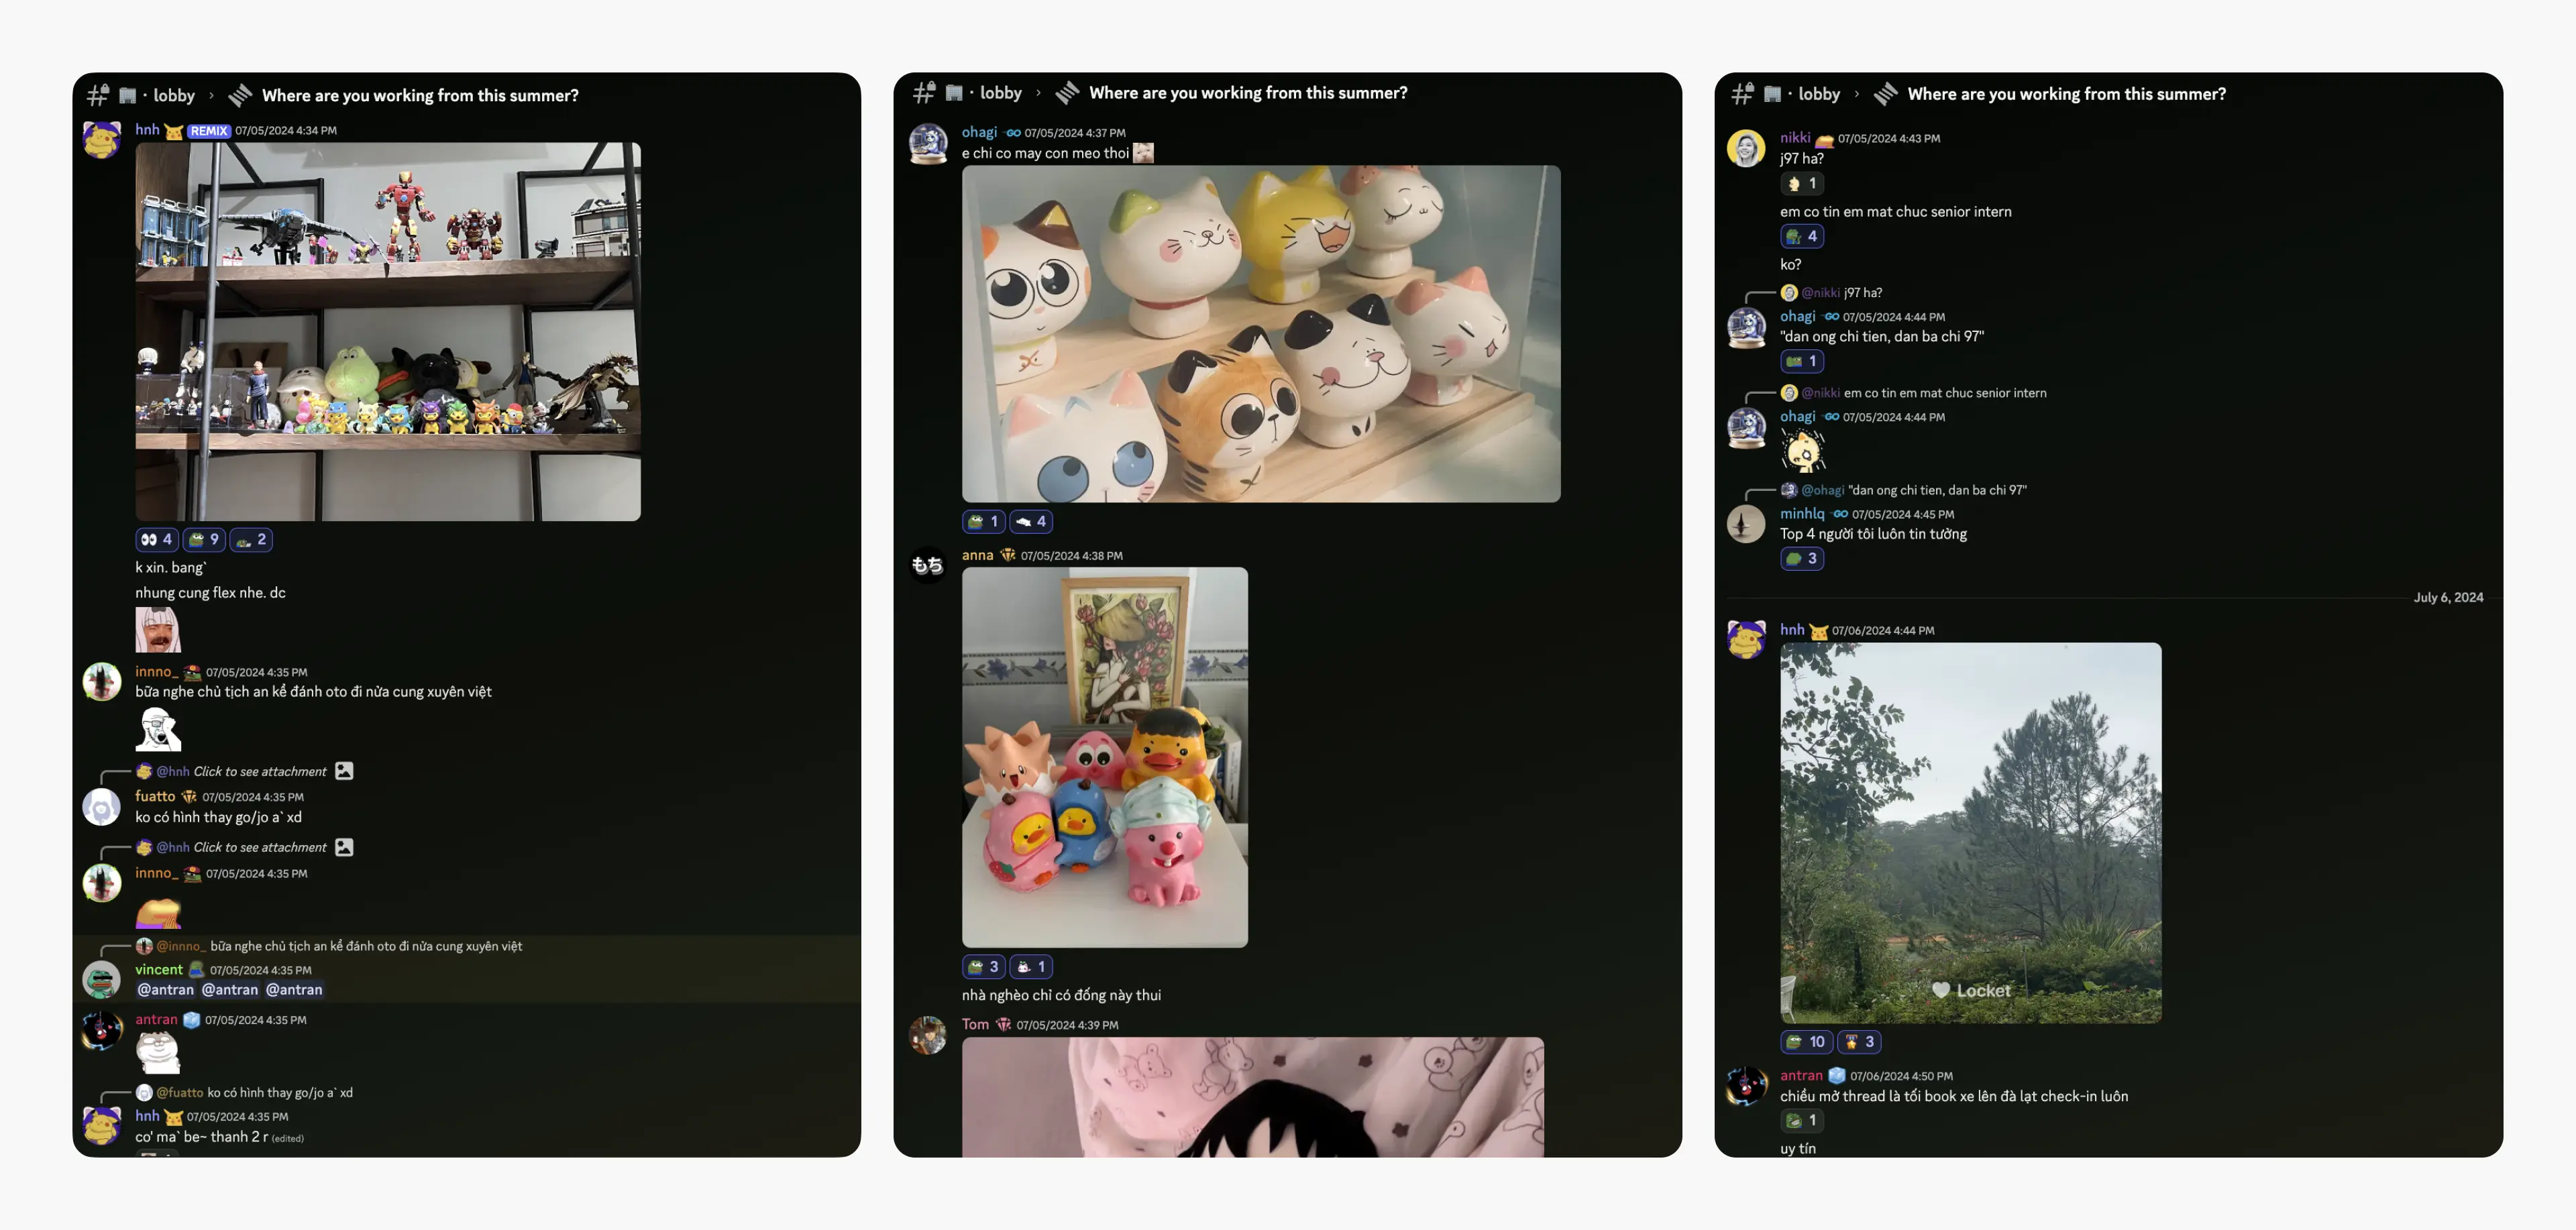 lobby › Where are you working from this summer?
hnh REMIX 07/05/2024 4:34 PM
4 9 2
k xin. bang`
nhung cung flex nhe. dc
innno_ 07/05/2024 4:35 PM
bữa nghe chủ tịch an kể đánh oto đi nửa cung xuyên việt
@hnh Click to see attachment
fuatto 07/05/2024 4:35 PM
ko có hình thay go/jo a` xd
@hnh Click to see attachment
innno_ 07/05/2024 4:35 PM
@innno_ bữa nghe chủ tịch an kể đánh oto đi nửa cung xuyên việt
vincent 07/05/2024 4:35 PM
@antran @antran @antran
antran 07/05/2024 4:35 PM
@fuatto ko có hình thay go/jo a` xd
hnh 07/05/2024 4:35 PM
co' ma` be~ thanh 2 r (edited)
lobby › Where are you working from this summer?
ohagi GO 07/05/2024 4:37 PM
e chi co may con meo thoi
1 4
anna 07/05/2024 4:38 PM
もち
3 1
nhà nghèo chỉ có đống này thui
Tom 07/05/2024 4:39 PM
lobby › Where are you working from this summer?
nikki 07/05/2024 4:43 PM
j97 ha?
1
em co tin em mat chuc senior intern
4
ko?
@nikki j97 ha?
ohagi GO 07/05/2024 4:44 PM
"dan ong chi tien, dan ba chi 97"
1
@nikki em co tin em mat chuc senior intern
ohagi GO 07/05/2024 4:44 PM
@ohagi "dan ong chi tien, dan ba chi 97"
minhlq GO 07/05/2024 4:45 PM
Top 4 người tôi luôn tin tưởng
3
July 6, 2024
hnh 07/06/2024 4:44 PM
Locket
10 3
antran 07/06/2024 4:50 PM
chiều mở thread là tối book xe lên đà lạt check-in luôn
1
uy tín